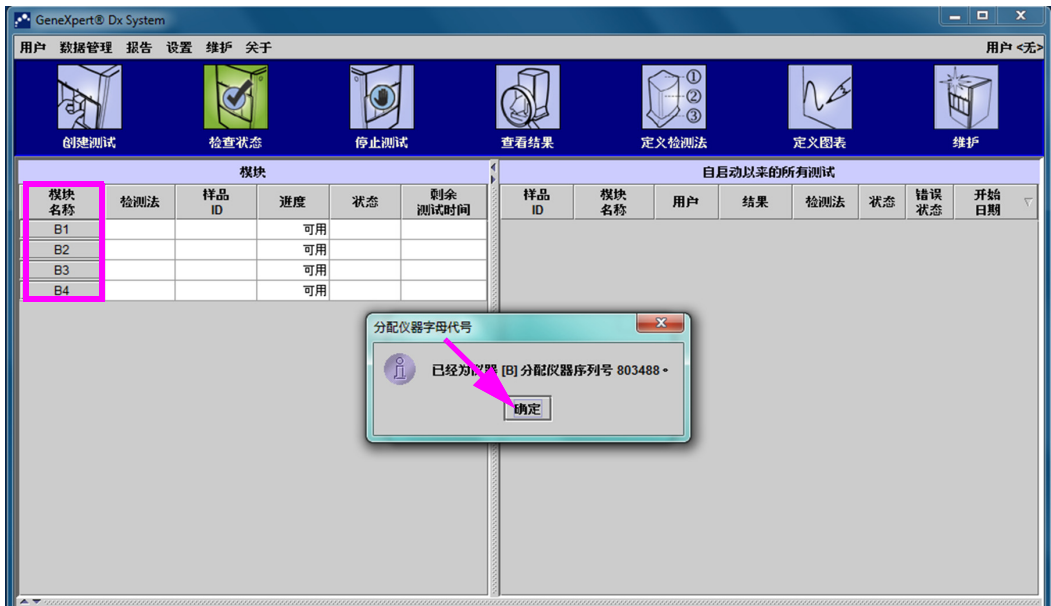 GeneXpert® Dx System
用户 数据管理 报告 设置 维护 关于 用户 <无>
① ② ③
创建测试 检查状态 停止测试 查看结果 定义检测法 定义图表 维护
模块
模块名称 检测法 样品ID 进度 状态 剩余测试时间
B1 可用
B2 可用
B3 可用
B4 可用
自启动以来的所有测试
样品ID 模块名称 用户 结果 检测法 状态 错误状态 开始日期
分配仪器字母代号
已经为仪器 [B] 分配仪器序列号 803488。
确定